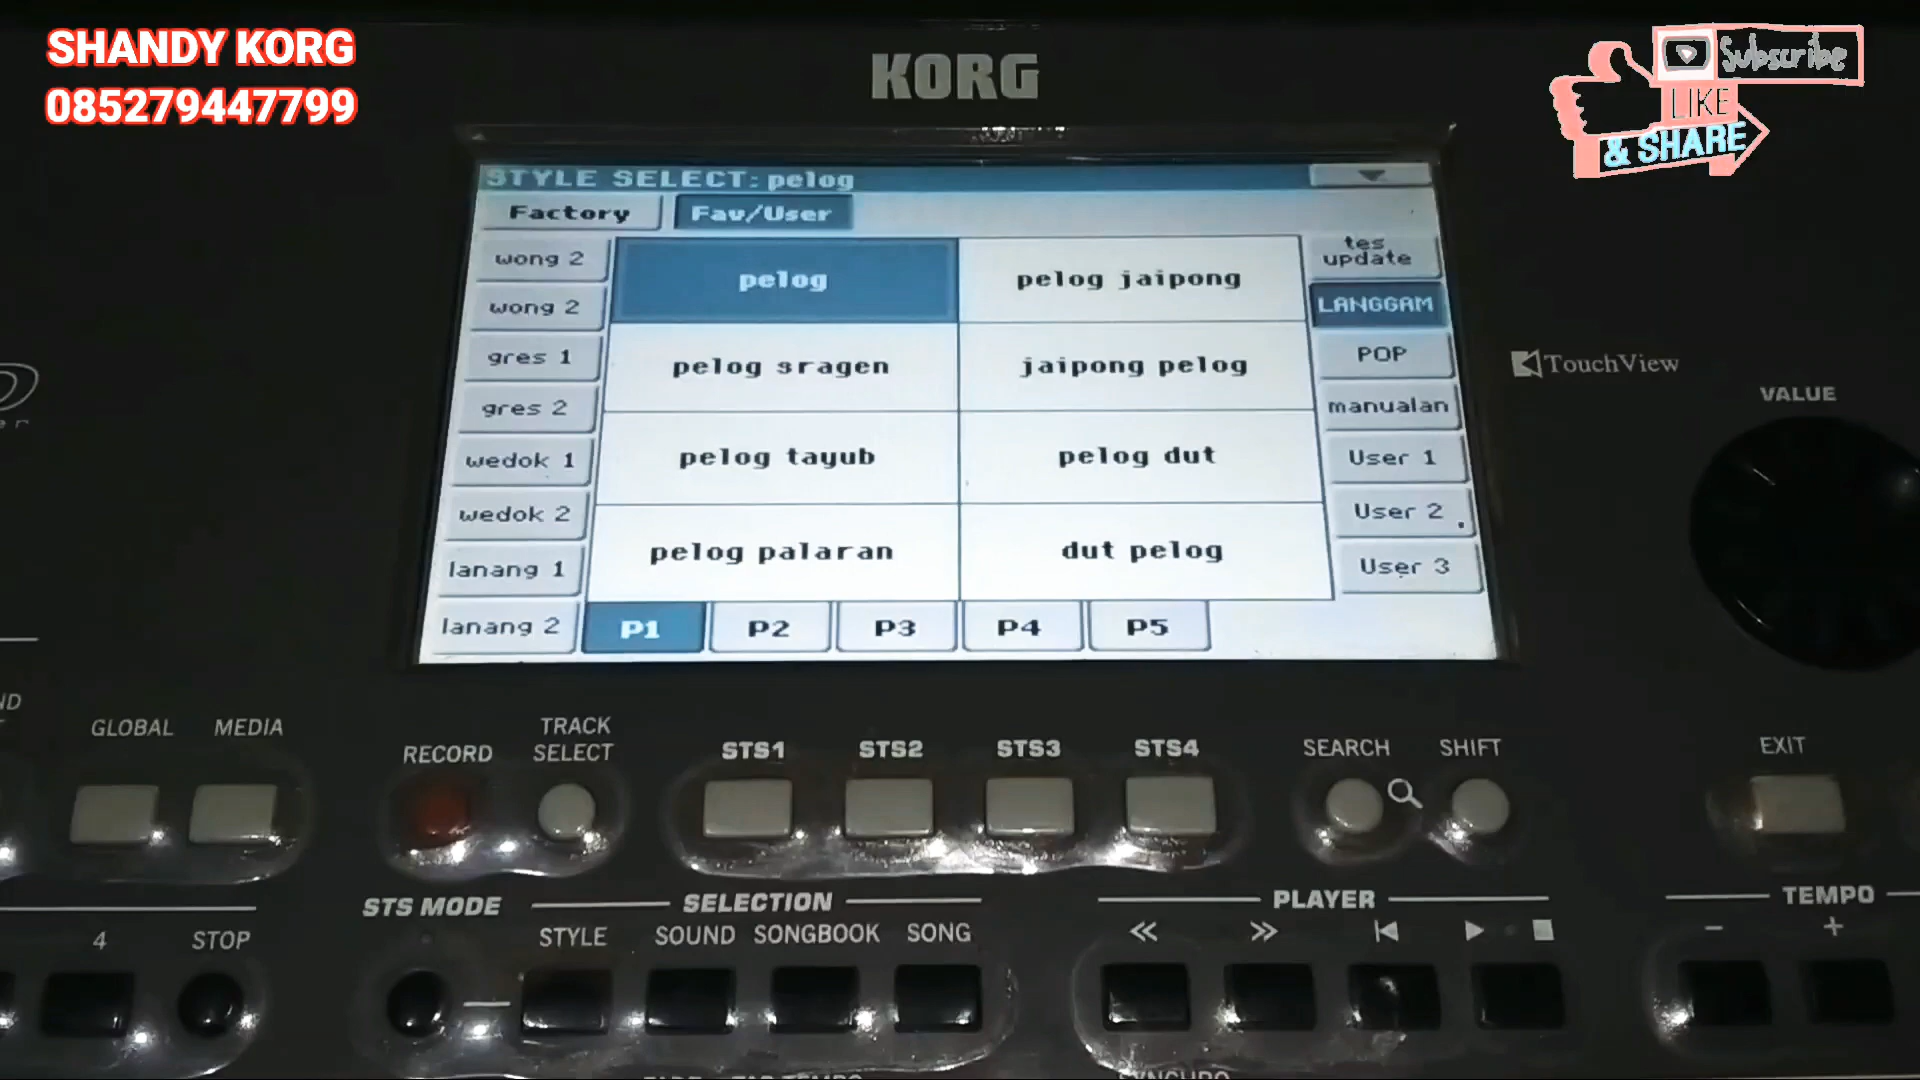 SHANDY KORG
085279447799
KORG
Subscribe
LIKE
& SHARE
STYLE SELECT: pelog
Factory
Fav/User
wong 2
wong 2
gres 1
gres 2
wedok 1
wedok 2
lanang 1
lanang 2
pelog
pelog jaipong
pelog sragen
jaipong pelog
pelog tayub
pelog dut
pelog palaran
dut pelog
tes
update
LANGGAM
POP
manualan
User 1
User 2
User 3
P1
P2
P3
P4
P5
TouchView
VALUE
GLOBAL
MEDIA
RECORD
TRACK
SELECT
STS1
STS2
STS3
STS4
SEARCH
SHIFT
EXIT
STS MODE
SELECTION
PLAYER
TEMPO
4
STOP
STYLE
SOUND
SONGBOOK
SONG
−
+